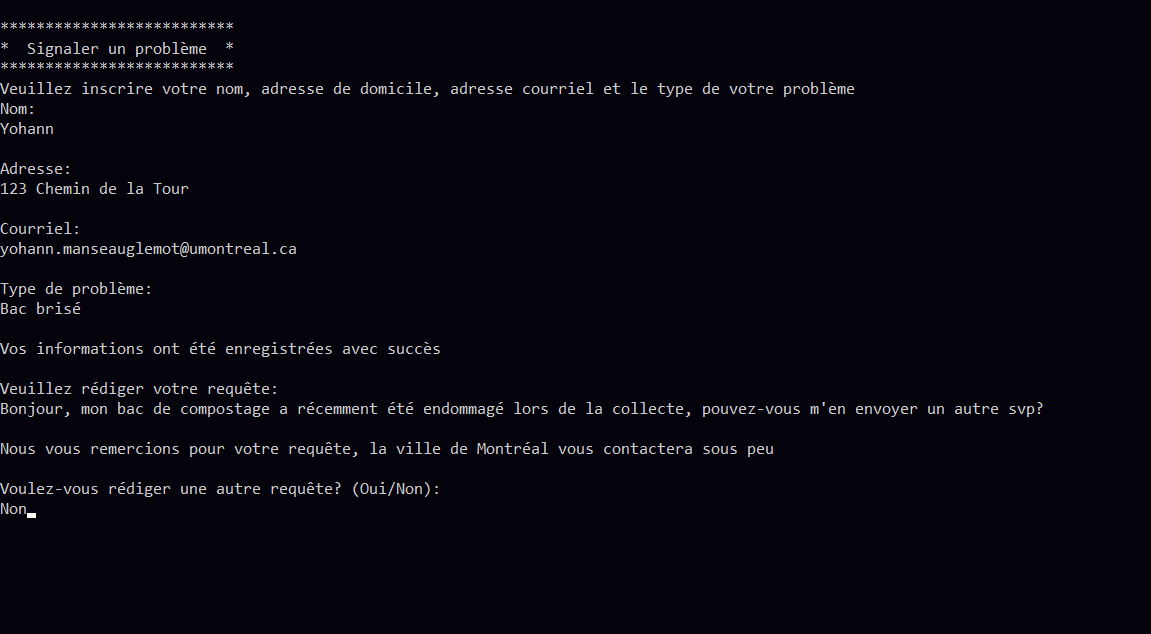 **************************
*  Signaler un problème  *
**************************
Veuillez inscrire votre nom, adresse de domicile, adresse courriel et le type de votre problème
Nom:
Yohann
Adresse:
123 Chemin de la Tour
Courriel:
yohann.manseauglemot@umontreal.ca
Type de problème:
Bac brisé
Vos informations ont été enregistrées avec succès
Veuillez rédiger votre requête:
Bonjour, mon bac de compostage a récemment été endommagé lors de la collecte, pouvez-vous m'en envoyer un autre svp?
Nous vous remercions pour votre requête, la ville de Montréal vous contactera sous peu
Voulez-vous rédiger une autre requête? (Oui/Non):
Non